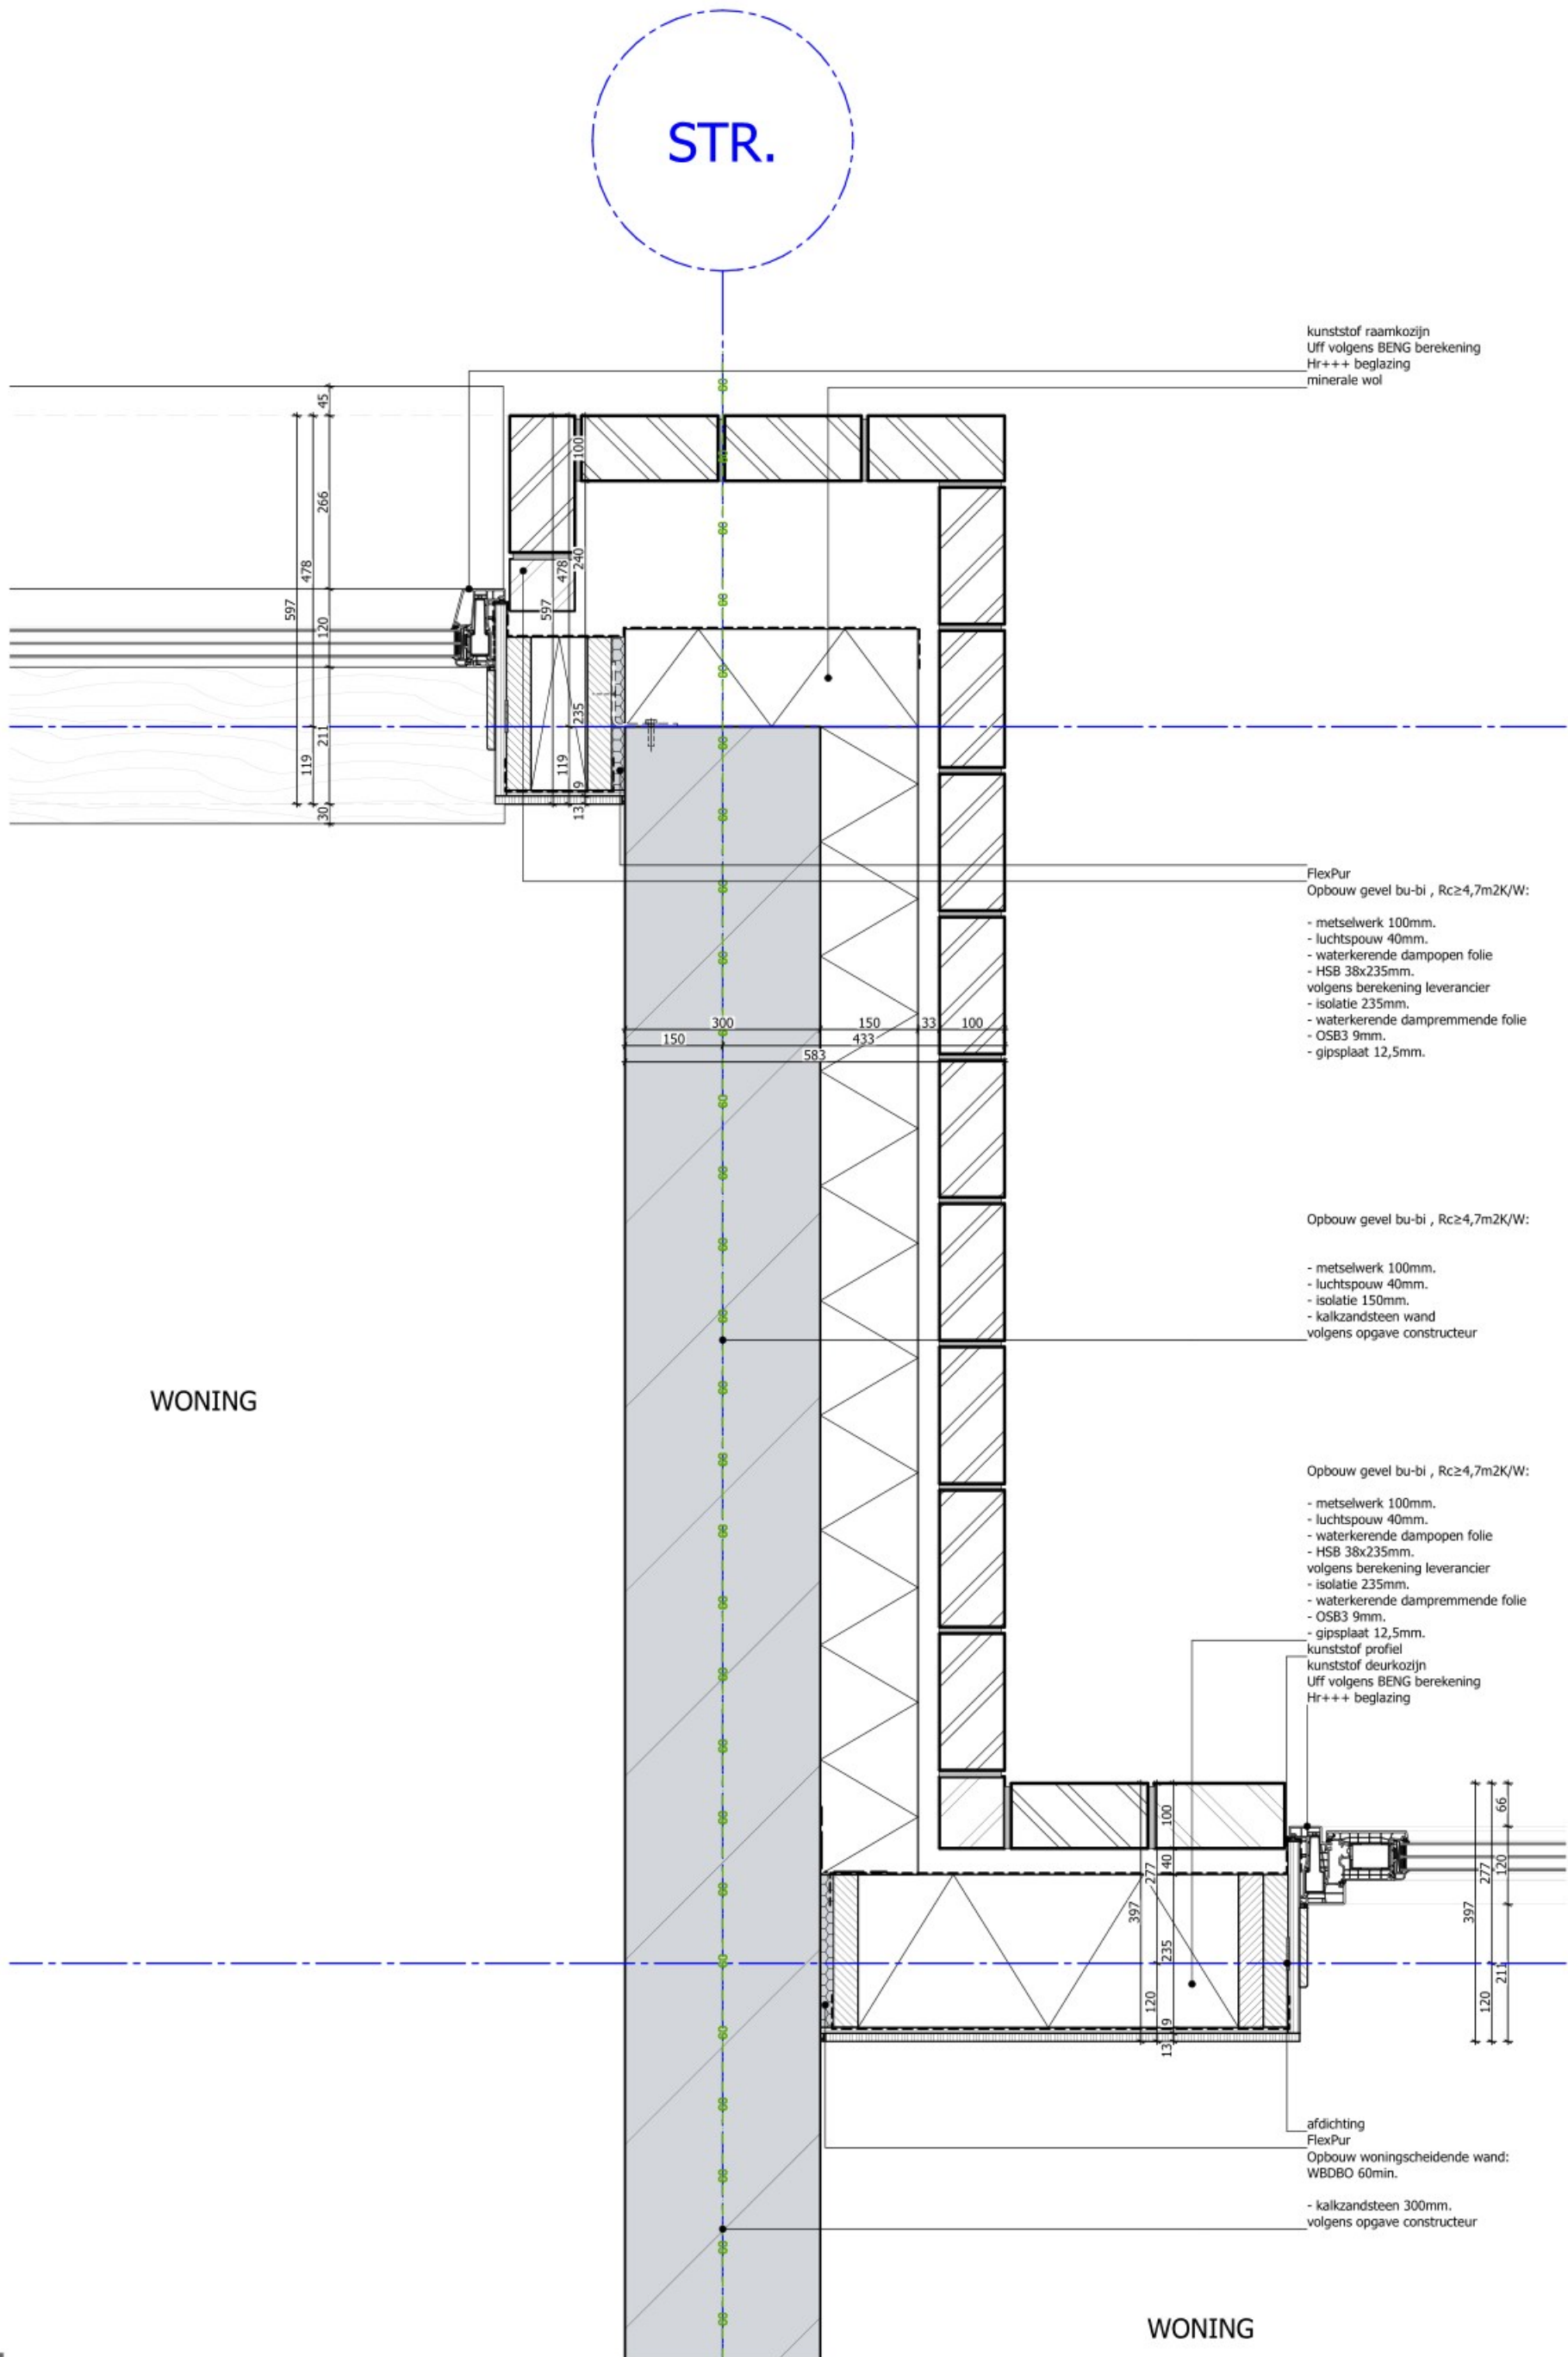 STR.
kunststof raamkozijn
Uff volgens BENG berekening
Hr+++ beglazing
minerale wol
45
266
120
211
30
478
119
597
100
240
235
9
13
478
119
597
FlexPur
Opbouw gevel bu-bi , Rc≥4,7m2K/W:
- metselwerk 100mm.
- luchtspouw 40mm.
- waterkerende dampopen folie
- HSB 38x235mm.
volgens berekening leverancier
- isolatie 235mm.
- waterkerende dampremmende folie
- OSB3 9mm.
- gipsplaat 12,5mm.
300 150 33 100
150 433
583
Opbouw gevel bu-bi , Rc≥4,7m2K/W:
- metselwerk 100mm.
- luchtspouw 40mm.
- isolatie 150mm.
- kalkzandsteen wand
volgens opgave constructeur
WONING
Opbouw gevel bu-bi , Rc≥4,7m2K/W:
- metselwerk 100mm.
- luchtspouw 40mm.
- waterkerende dampopen folie
- HSB 38x235mm.
volgens berekening leverancier
- isolatie 235mm.
- waterkerende dampremmende folie
- OSB3 9mm.
- gipsplaat 12,5mm.
kunststof profiel
kunststof deurkozijn
Uff volgens BENG berekening
Hr+++ beglazing
100
40
235
9
13
277
120
397
66
120
211
277
120
397
afdichting
FlexPur
Opbouw woningscheidende wand:
WBDBO 60min.
- kalkzandsteen 300mm.
volgens opgave constructeur
WONING